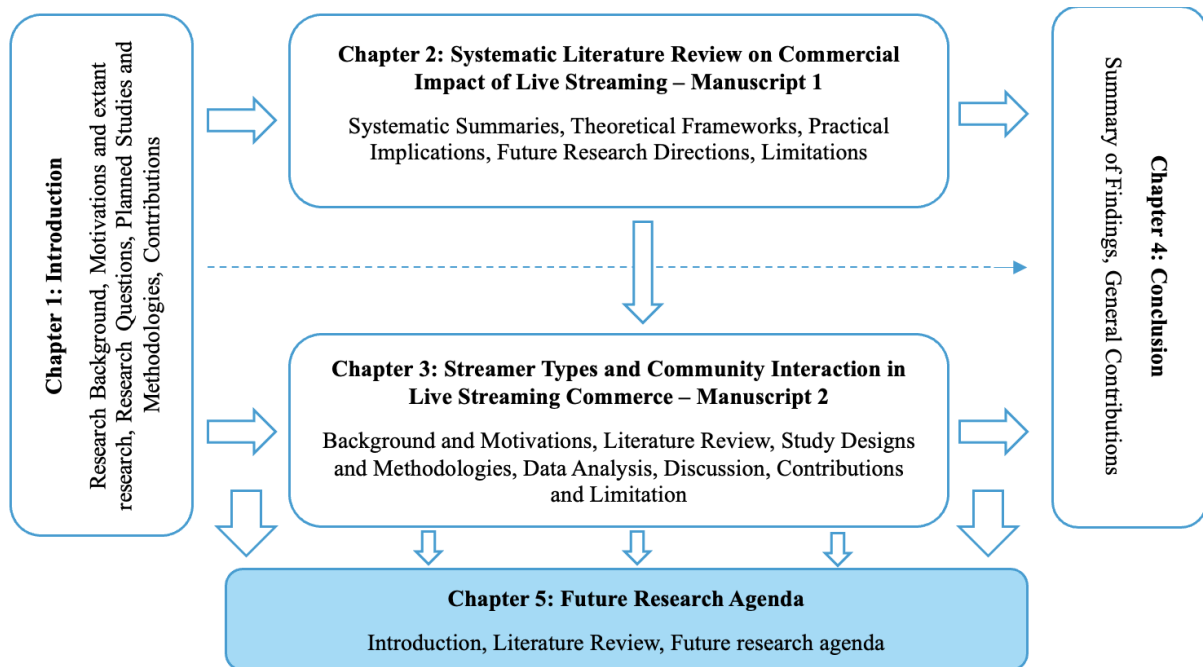 Chapter 1: Introduction
Research Background, Motivations and extant
research, Research Questions, Planned Studies and
Methodologies, Contributions
Chapter 2: Systematic Literature Review on Commercial
Impact of Live Streaming – Manuscript 1
Systematic Summaries, Theoretical Frameworks, Practical
Implications, Future Research Directions, Limitations
Chapter 3: Streamer Types and Community Interaction in
Live Streaming Commerce – Manuscript 2
Background and Motivations, Literature Review, Study Designs
and Methodologies, Data Analysis, Discussion, Contributions
and Limitation
Chapter 4: Conclusion
Summary of Findings, General Contributions
Chapter 5: Future Research Agenda
Introduction, Literature Review, Future research agenda